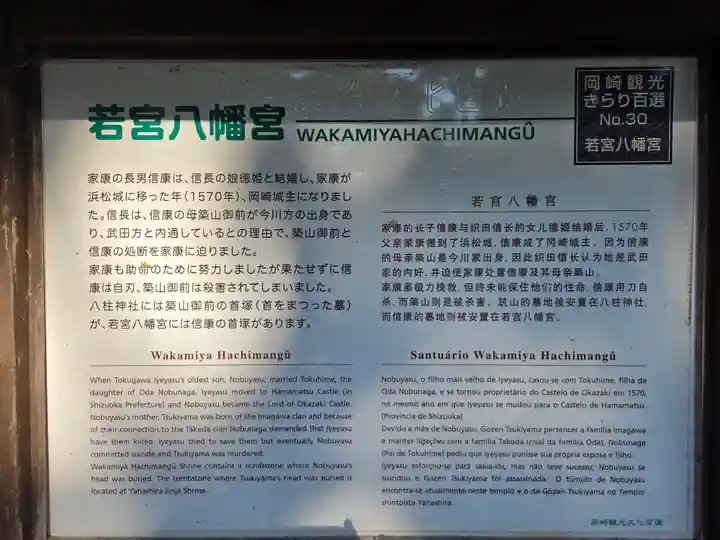 岡崎観光
きらり百選
No.30
若宮八幡宮
若宮八幡宮 WAKAMIYAHACHIMANGÛ
家康の長男信康は、信長の娘徳姫と結婚し、家康が
浜松城に移った年(1570年)、岡崎城主になりまし
た。信長は、信康の母築山御前が今川方の出身であ
り、武田方と内通しているとの理由で、築山御前と
信康の処断を家康に迫りました。
家康も助命のために努力しましたが果たせずに信
康は自刃、築山御前は殺害されてしまいました。
八柱神社には築山御前の首塚(首をまつった墓)
が、若宮八幡宮には信康の首塚があります。
若宮八幡宮
家康的长子信康与织田信长的女儿德姬结婚后，1570年
父亲家康搬到了浜松城，信康成了冈崎城主。因为信康
的母亲築山是今川家出身，因此织田信长认为她是武田
家的内奸，并迫使家康处置信康及其母亲築山。
家康虽极力挽救，但终未能保住他们的性命，信康用刀自
杀，而築山则是被杀害。筑山的墓地被安置在八柱神社，
而信康的墓地则被安置在若宫八幡宫。
Wakamiya Hachimangû
When Tokugawa Iyeyasu's oldest son, Nobuyasu, married Tokuhime, the
daughter of Oda Nobunaga, Iyeyasu moved to Hamamatsu Castle (in
Shizuoka Prefecture) and Nobuyasu became the Lord of Okazaki Castle.
Nobuyasu's mother, Tsukiyama was born of the Imagawa clan and because
of their connection to the Takeda clan Nobunaga demanded that Iyeyasu
have them killed. Iyeyasu tried to save them but eventually Nobuyasu
committed suicide and Tsukiyama was murdered.
Wakamiya Hachimangû Shrine contains a tombstone where Nobuyasu's
head was buried. The tombstone where Tsukiyama's head was buried is
located at Yahashira Jinja Shrine.
Santuário Wakamiya Hachimangû
Nobuyasu, o filho mais velho de Iyeyasu, casou-se com Tokuhime, filha de
Oda Nobunaga, e se tornou proprietário do Castelo de Okazaki em 1570,
no mesmo ano em que Iyeyasu se mudou para o Castelo de Hamamatsu.
(Província de Shizuoka)
Devido a mãe de Nobuyasu, Gozen Tsukiyama pertencer a família Imagawa
e manter ligações com a família Takeda (rival da família Oda), Nobunaga
(Pai de Tokuhime) pediu que Iyeyasu punisse sua própria esposa e filho.
Iyeyasu esforçou-se para salvá-los, mas não teve sucesso; Nobuyasu se
suicidou e Gozen Tsukiyama foi assassinada. O túmulo de Nobuyasu
encontra-se atualmente neste templo e o de Gozen Tsukiyama no Templo
shintoísta Yahashira.
岡崎観光文化百選